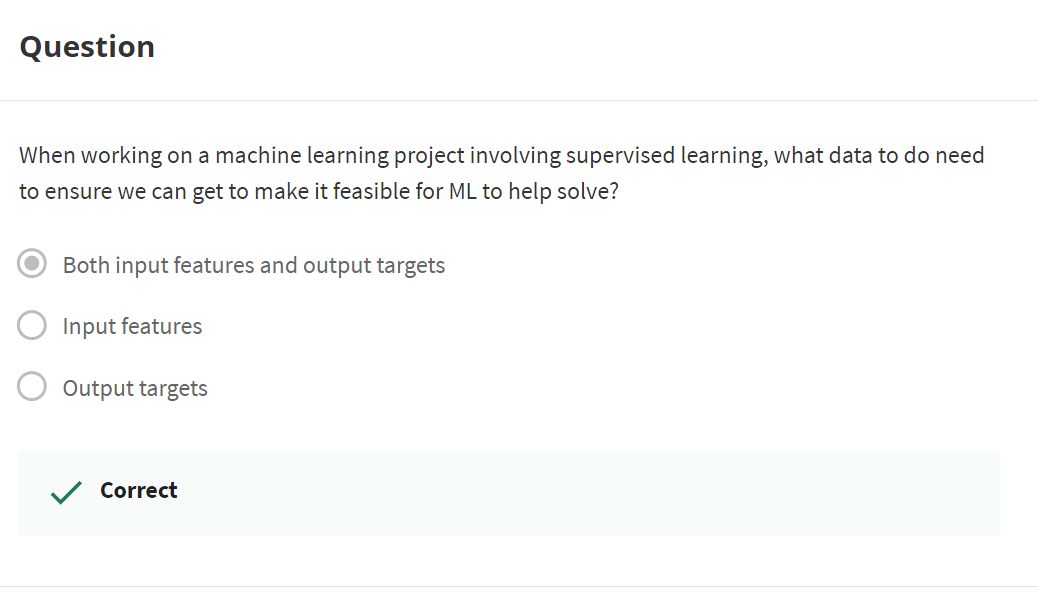 Question
When working on a machine learning project involving supervised learning, what data to do need
to ensure we can get to make it feasible for ML to help solve?
Both input features and output targets
Input features
Output targets
Correct